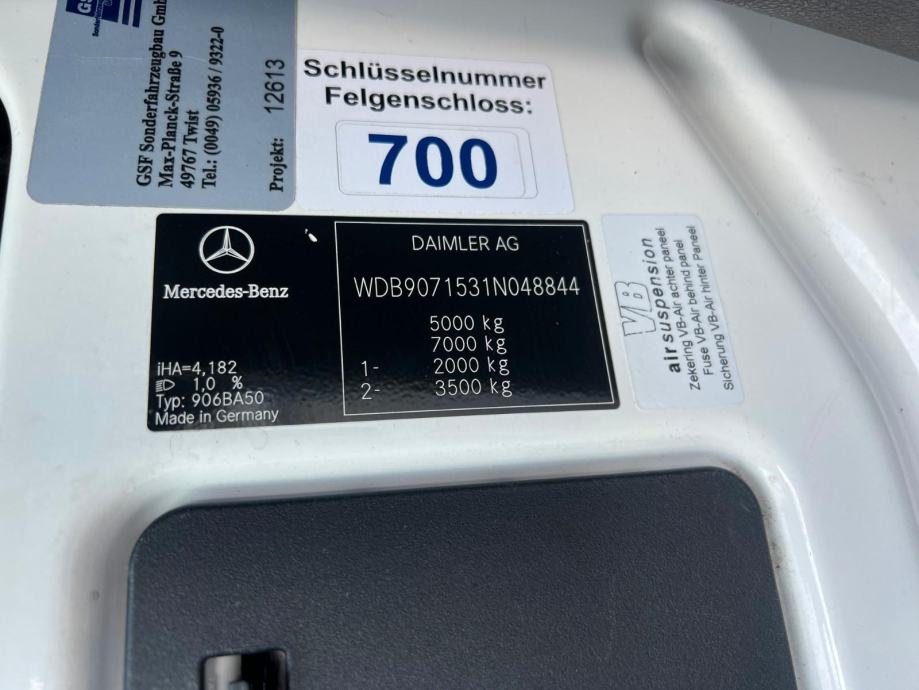 GSF
GSF Sonderfahrzeugbau GmbH
Max-Planck-Straße 9
49767 Twist
Tel.: (0049) 05936 / 9322-0
Projekt: 12613
Schlüsselnummer
Felgenschloss:
700
Mercedes-Benz
iHA=4,182
1,0 %
Typ: 906BA50
Made in Germany
DAIMLER AG
WDB9071531N048844
5000 kg
7000 kg
1- 2000 kg
2- 3500 kg
VB
airsuspension
Zekering VB-Air achter paneel
Fuse VB-Air behind panel
Sicherung VB-Air hinter Paneel